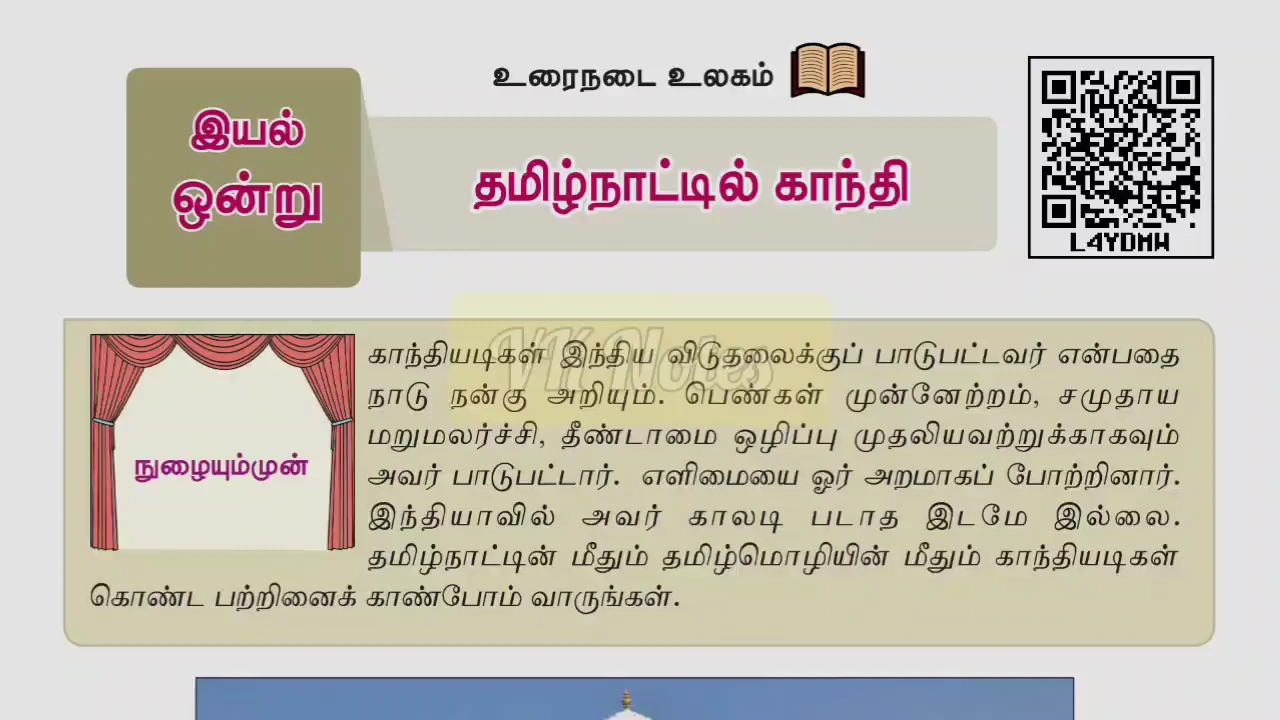 உரைநடை உலகம்
இயல்
ஒன்று
தமிழ்நாட்டில் காந்தி
L4YDMW
நுழையும்முன்
காந்தியடிகள் இந்திய விடுதலைக்குப் பாடுபட்டவர் என்பதை
நாடு நன்கு அறியும். பெண்கள் முன்னேற்றம், சமுதாய
மறுமலர்ச்சி, தீண்டாமை ஒழிப்பு முதலியவற்றுக்காகவும்
அவர் பாடுபட்டார். எளிமையை ஓர் அறமாகப் போற்றினார்.
இந்தியாவில் அவர் காலடி படாத இடமே இல்லை.
தமிழ்நாட்டின் மீதும் தமிழ்மொழியின் மீதும் காந்தியடிகள்
கொண்ட பற்றினைக் காண்போம் வாருங்கள்.
VK Notes